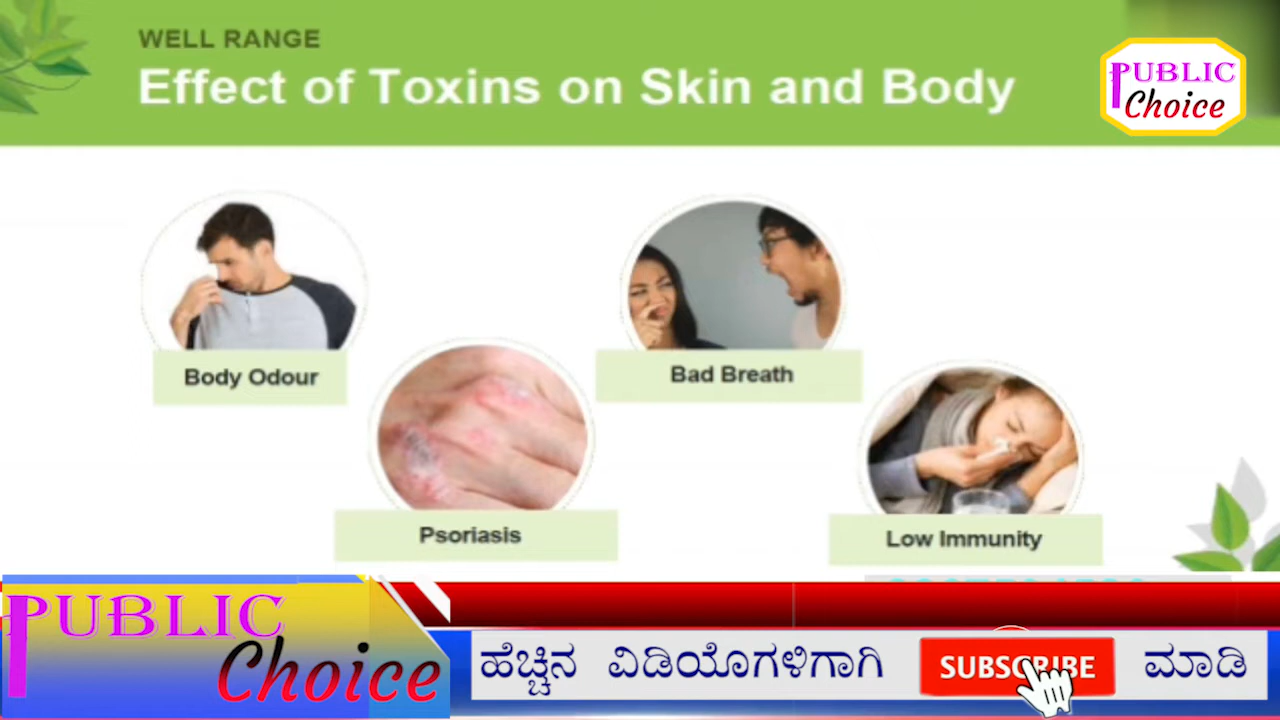 WELL RANGE
Effect of Toxins on Skin and Body
PUBLIC
Choice
Body Odour
Bad Breath
Psoriasis
Low Immunity
PUBLIC
Choice
ಹೆಚ್ಚಿನ ವಿಡಿಯೊಗಳಿಗಾಗಿ SUBSCRIBE ಮಾಡಿ